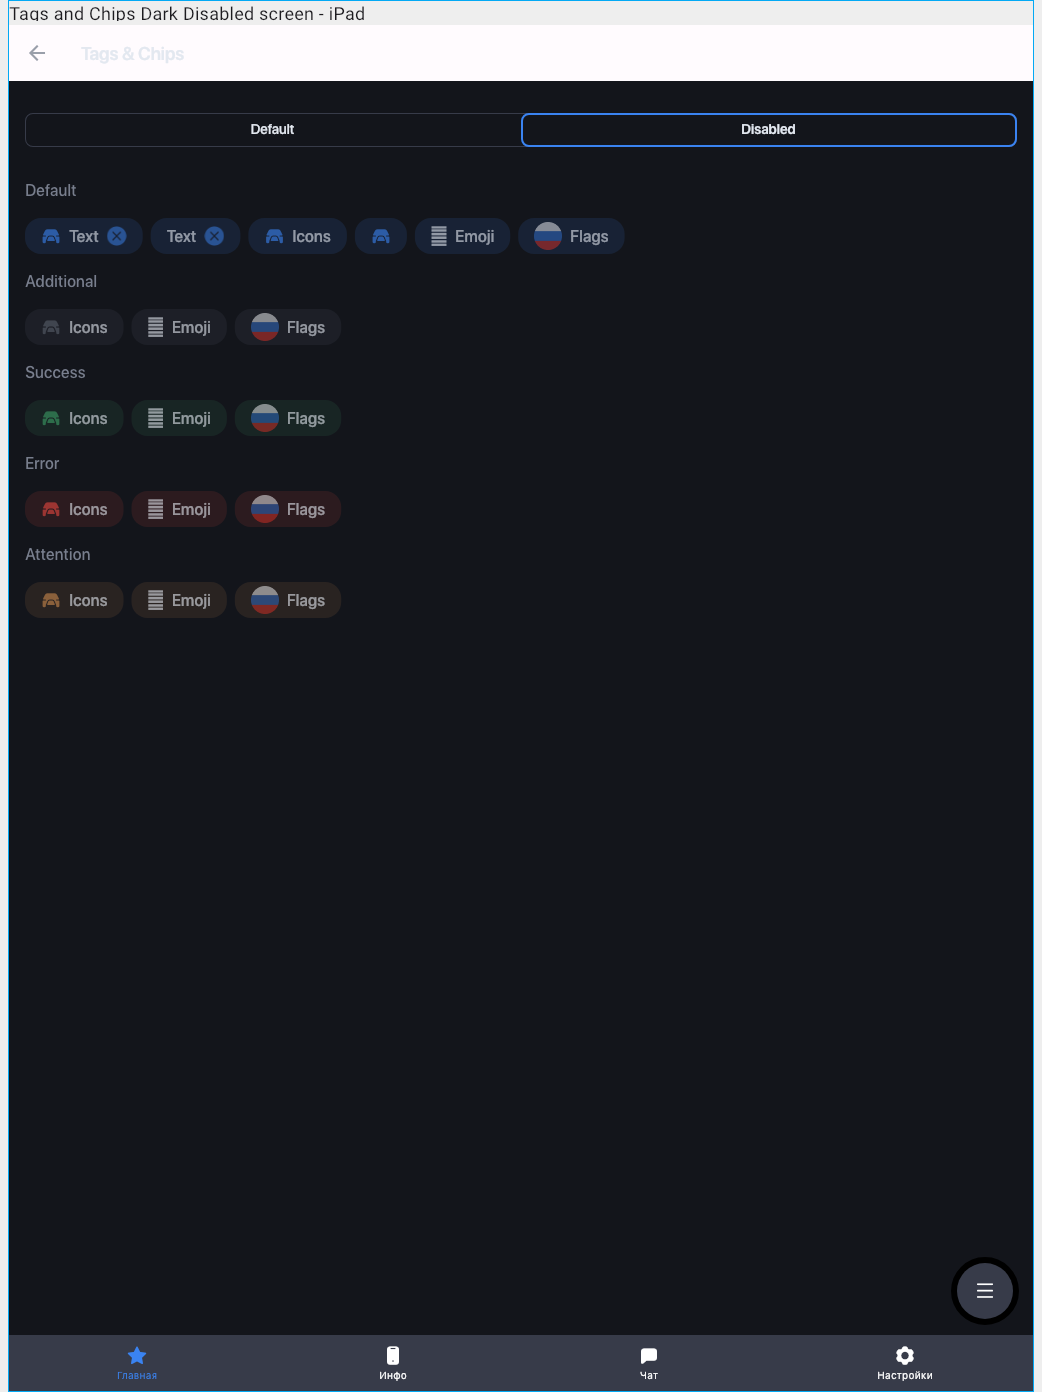 Tags and Chips Dark Disabled screen - iPad
Tags & Chips
Default Disabled
Default
Text Text Icons Emoji Flags
Additional
Icons Emoji Flags
Success
Icons Emoji Flags
Error
Icons Emoji Flags
Attention
Icons Emoji Flags
Главная Инфо Чат Настройки